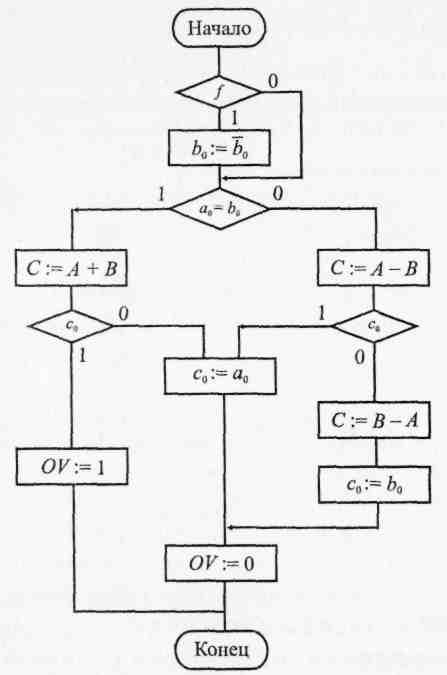 Начало
f
0
1
b₀ := b̄₀
1
a₀ = b₀
0
C := A + B
C := A – B
c₀
0
1
c₀
1
0
c₀ := a₀
C := B – A
OV := 1
c₀ := b₀
OV := 0
Конец